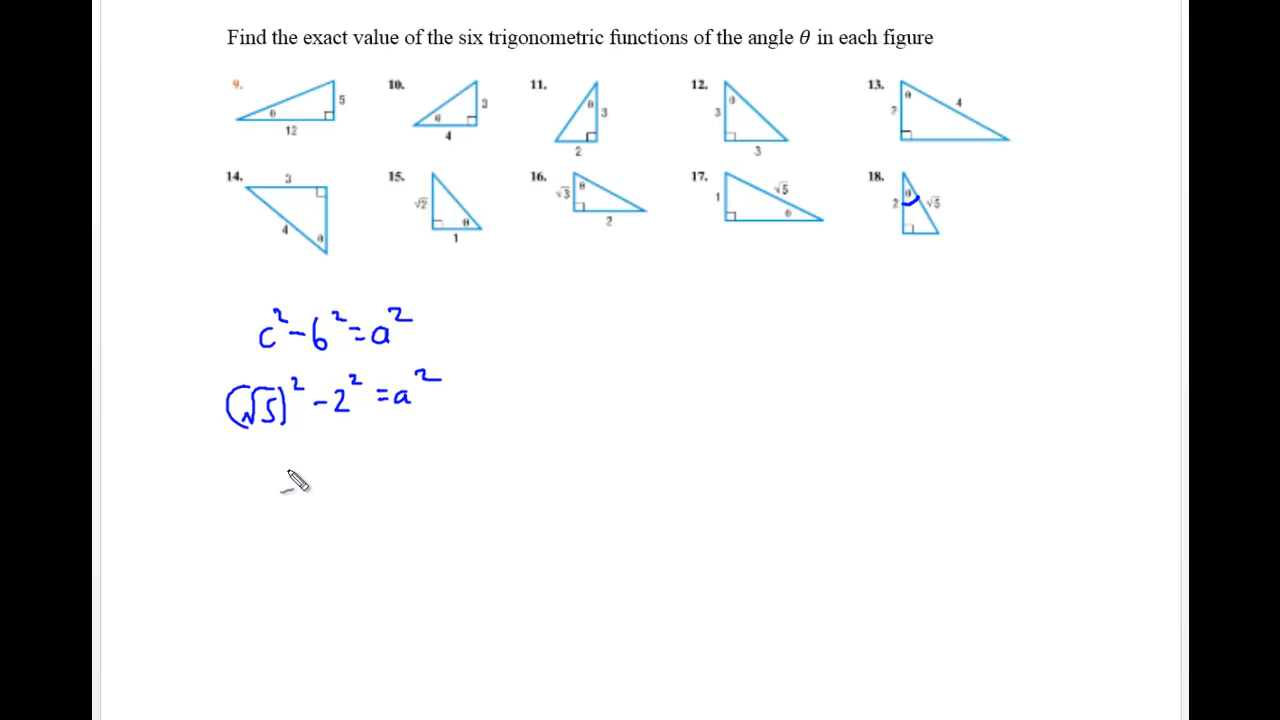 Find the exact value of the six trigonometric functions of the angle θ in each figure
9. θ 5 12
10. θ 3 4
11. θ 3 2
12. θ 3 3
13. θ 2 4
14. 3 4 θ
15. √2 θ 1
16. √3 θ 2
17. 1 √5 θ
18. 2 θ √5
c² - b² = a²
(√5)² - 2² = a²